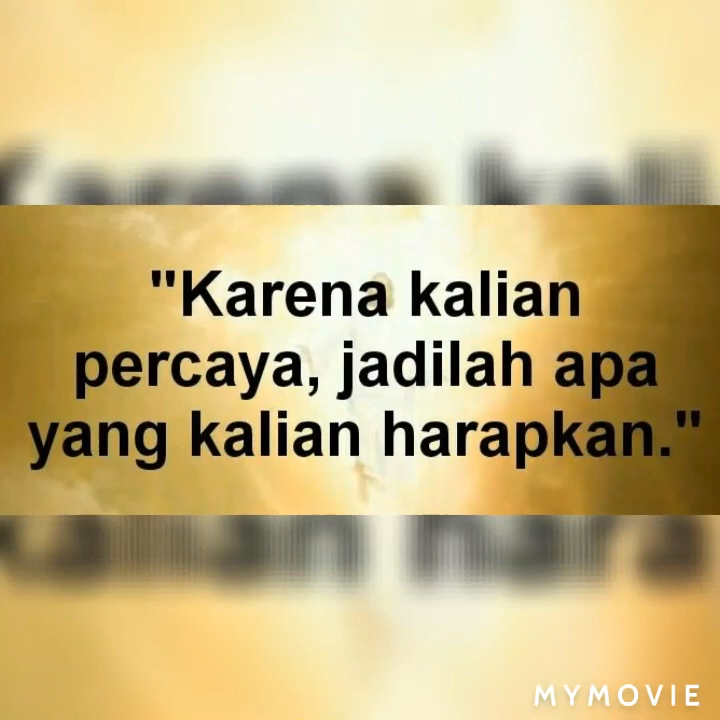 "Karena kalian
percaya, jadilah apa
yang kalian harapkan."
MYMOVIE